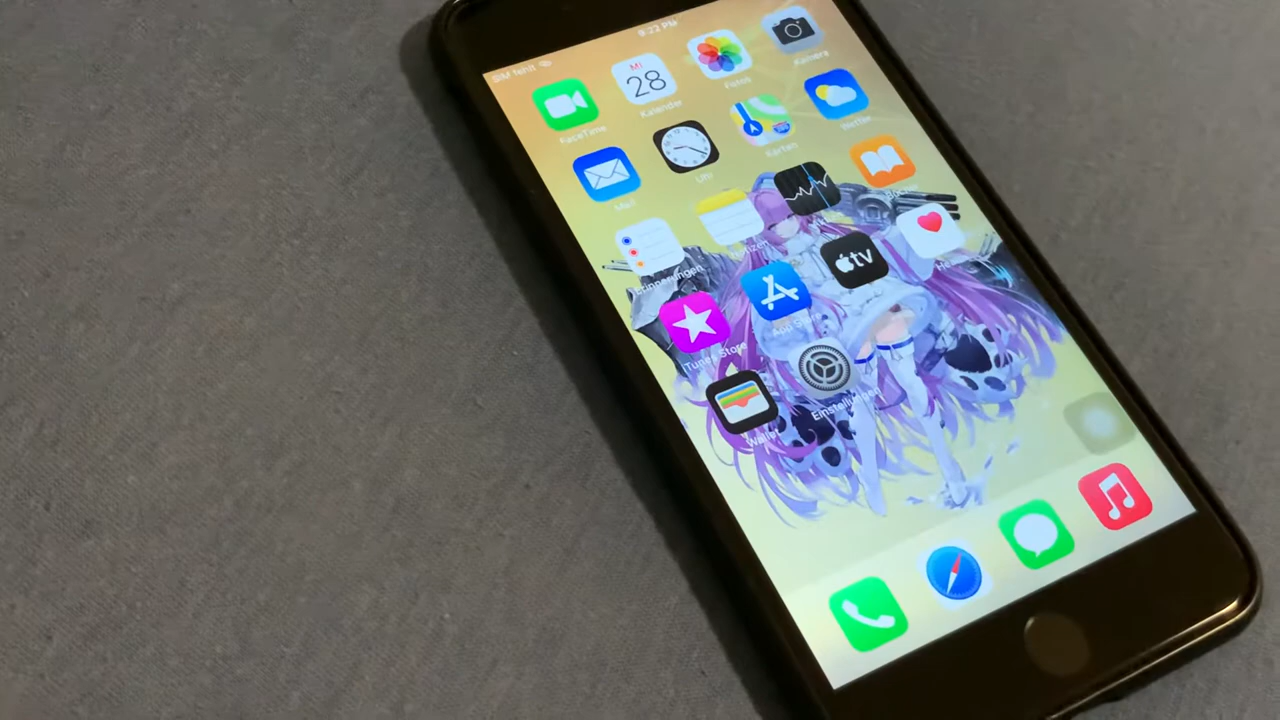 9:22 PM
SIM fehlt
FaceTime
MI
28
Kalender
Fotos
Kamera
Mail
Uhr
Karten
Wetter
Erinnerungen
Notizen
tv
iTunes Store
App Store
Wallet
Einstellungen